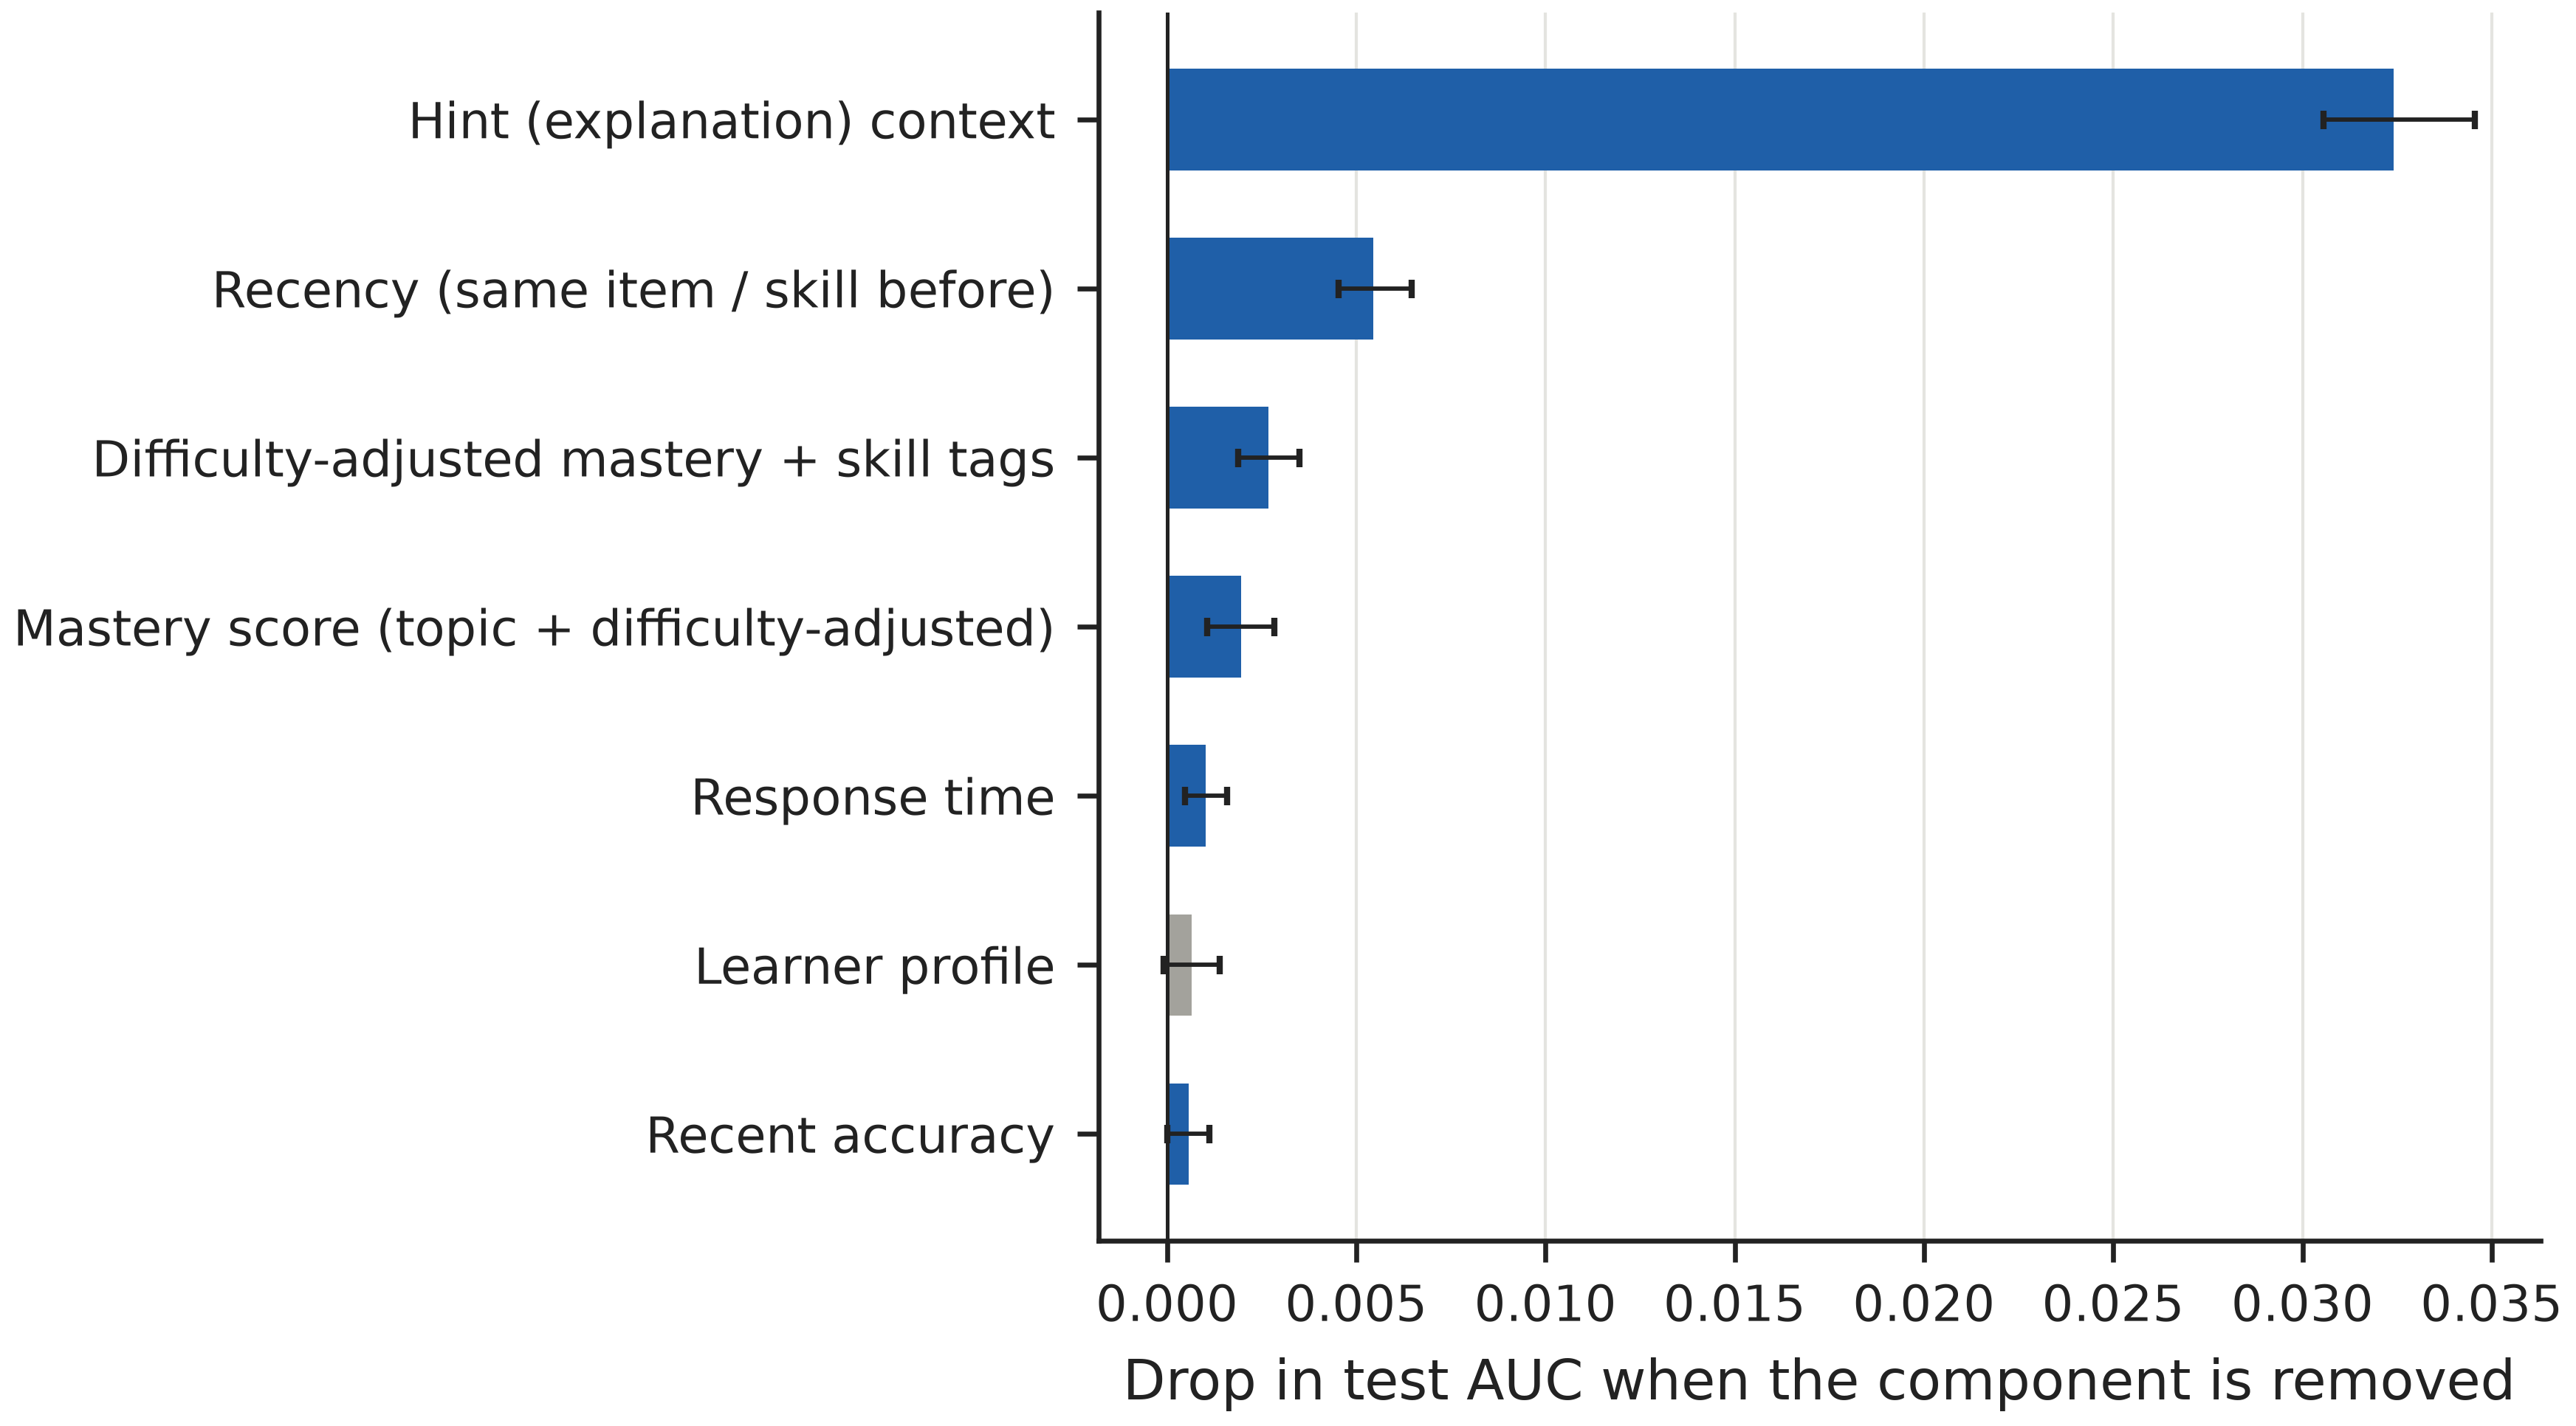 Hint (explanation) context
Recency (same item / skill before)
Difficulty-adjusted mastery + skill tags
Mastery score (topic + difficulty-adjusted)
Response time
Learner profile
Recent accuracy
0.000 0.005 0.010 0.015 0.020 0.025 0.030 0.035
Drop in test AUC when the component is removed